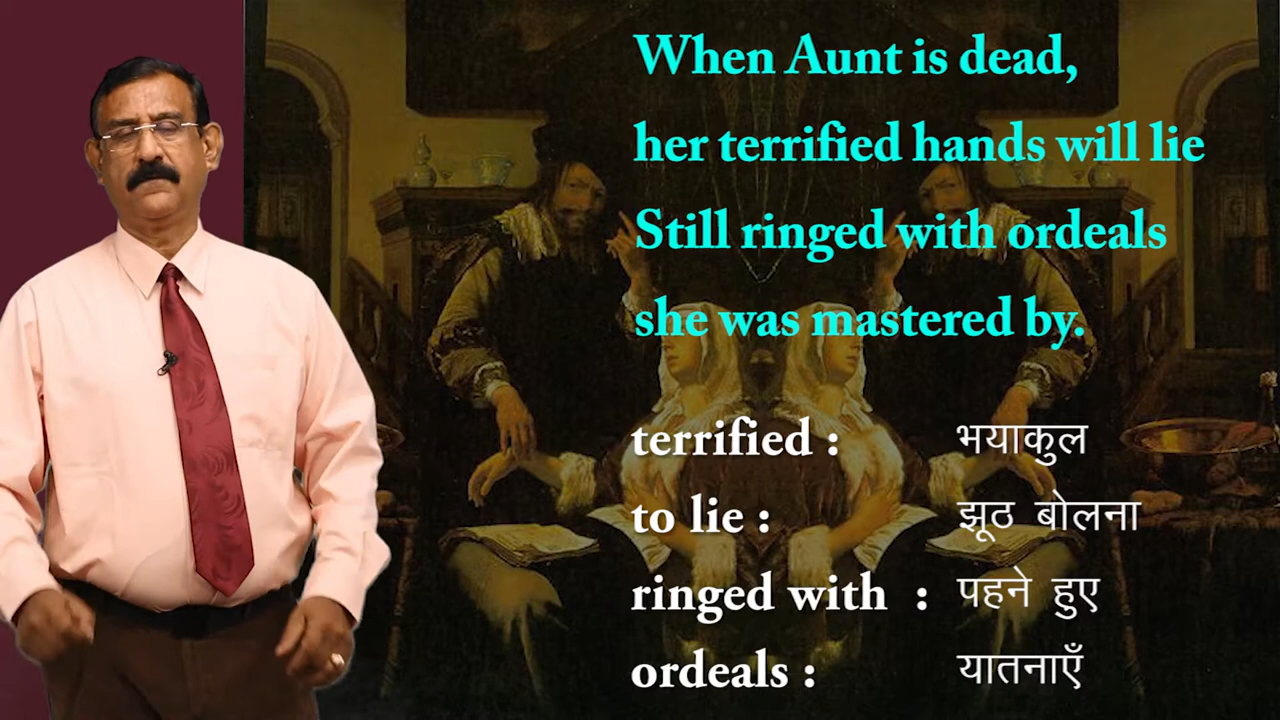 When Aunt is dead,
her terrified hands will lie
Still ringed with ordeals
she was mastered by.
terrified : भयाकुल
to lie : झूठ बोलना
ringed with : पहने हुए
ordeals : यातनाएँ